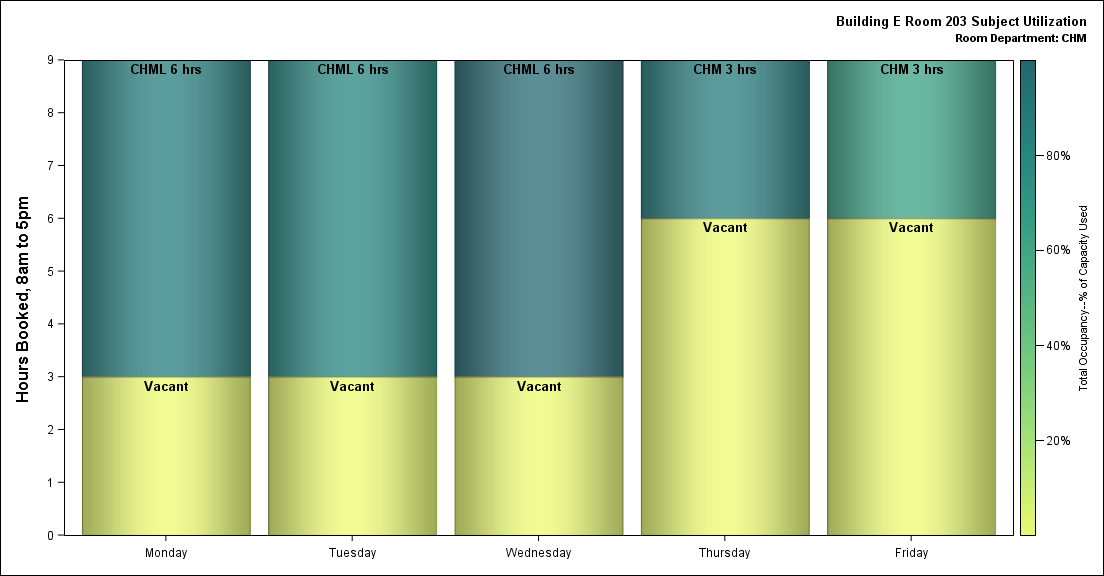 Building E Room 203 Subject Utilization
Room Department: CHM
Hours Booked, 8am to 5pm
9
8
7
6
5
4
3
2
1
0
CHML 6 hrs
CHML 6 hrs
CHML 6 hrs
CHM 3 hrs
CHM 3 hrs
Vacant
Vacant
Vacant
Vacant
Vacant
Monday
Tuesday
Wednesday
Thursday
Friday
80%
60%
40%
20%
Total Occupancy--% of Capacity Used